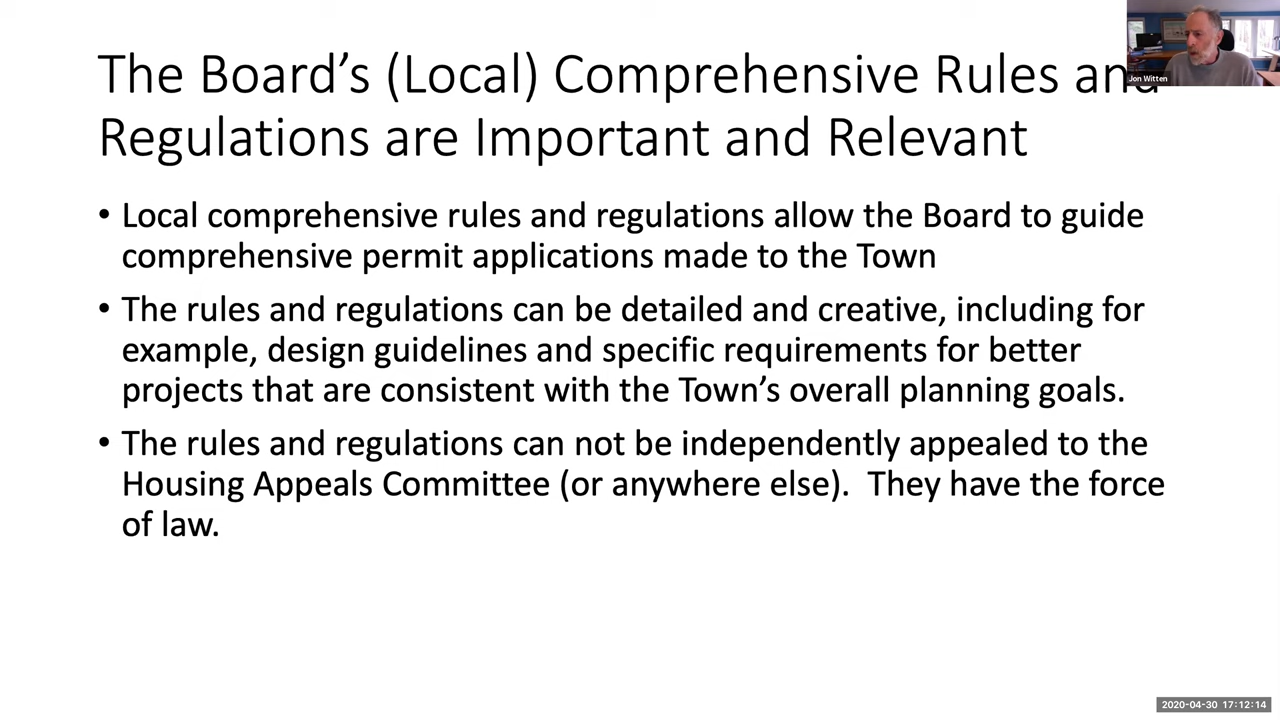 The Board’s (Local) Comprehensive Rules and
Regulations are Important and Relevant
• Local comprehensive rules and regulations allow the Board to guide
comprehensive permit applications made to the Town
• The rules and regulations can be detailed and creative, including for
example, design guidelines and specific requirements for better
projects that are consistent with the Town’s overall planning goals.
• The rules and regulations can not be independently appealed to the
Housing Appeals Committee (or anywhere else).  They have the force
of law.
Jon Witten
2020-04-30 17:12:14